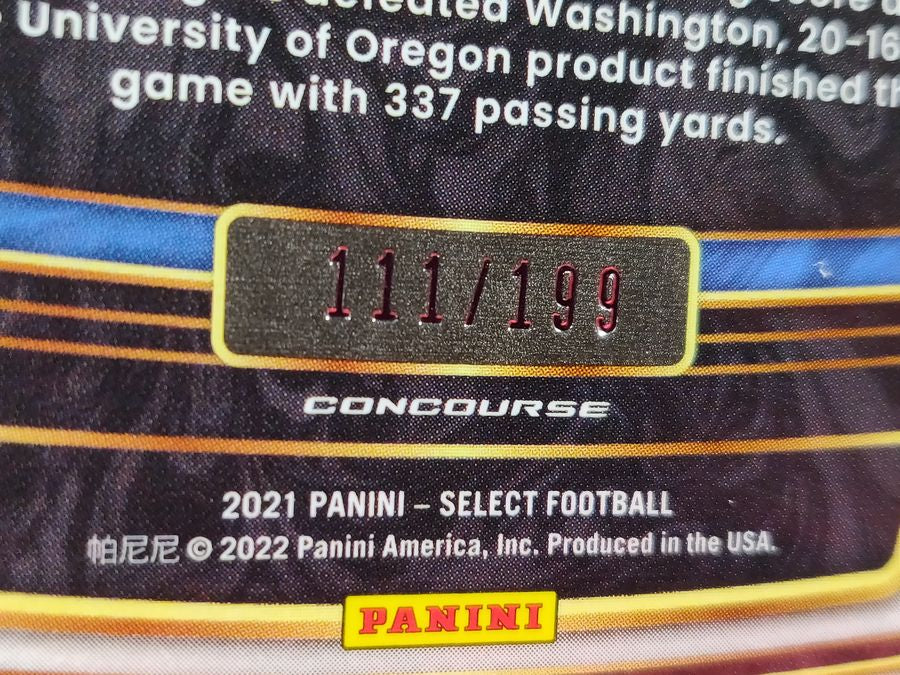 defeated Washington, 20-16
University of Oregon product finished
game with 337 passing yards.
111/199
CONCOURSE
2021 PANINI – SELECT FOOTBALL
帕尼尼 © 2022 Panini America, Inc. Produced in the USA.
PANINI